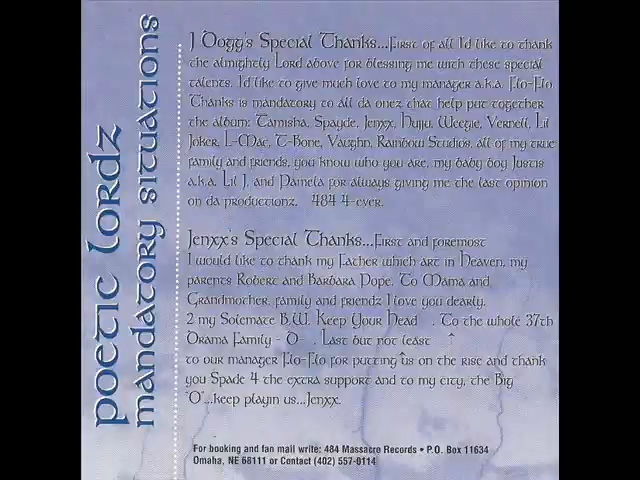 poetic lordz
mandatory situations
J Dogg's Special Thanks...First of all I'd like to thank
the almightly Lord above for blessing me with these special
talents. I'd like to give much love to my manager a.k.a. Flo-Flo
Thanks is mandatory to all da onez that help put together
the album: Tamisha, Spayde, Jenxx, Hujju, Weegie, Vernell, Lil
Joker, L-Mac, T-Bone, Vaughn, Rainbow Studios, all of my true
family and friends, you know who you are, my baby boy Justis
a.k.a. Lil J. and Pamela for always giving me the last opinion
on da productionz. 484 4-ever.
Jenxx's Special Thanks...First and foremost
I would like to thank my Father which art in Heaven, my
parents Robert and Barbara Pope. To Mama and
Grandmother, family and friendz I love you dearly.
2 my Solemate B.W. Keep Your Head . To the whole 37th
Drama Family - O- . Last but not least ↑
to our manager Flo-Flo for putting us on the rise and thank
you Spade 4 the extra support and to my city, the Big
"O"...keep playin us...Jenxx.
For booking and fan mail write: 484 Massacre Records • P.O. Box 11634
Omaha, NE 68111 or Contact (402) 557-0114